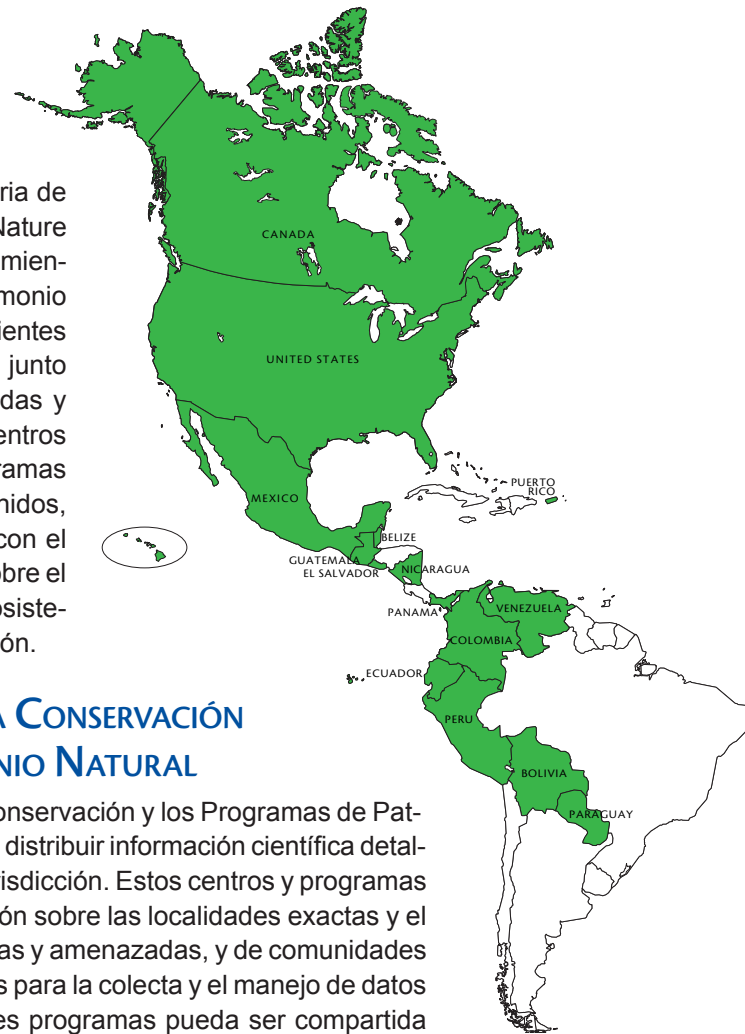 ria de
Nature
mien-
monio
ientes
junto
das y
entros
ramas
nidos,
con el
obre el
osiste-
ón.
CANADA
UNITED STATES
MEXICO
PUERTO
RICO
BELIZE
GUATEMALA
EL SALVADOR
NICARAGUA
PANAMA
VENEZUELA
COLOMBIA
ECUADOR
PERU
BOLIVIA
PARAGUAY
A CONSERVACIÓN
NIO NATURAL
onservación y los Programas de Pat-
distribuir información científica detal-
risdicción. Estos centros y programas
ón sobre las localidades exactas y el
as y amenazadas, y de comunidades
s para la colecta y el manejo de datos
es programas pueda ser compartida